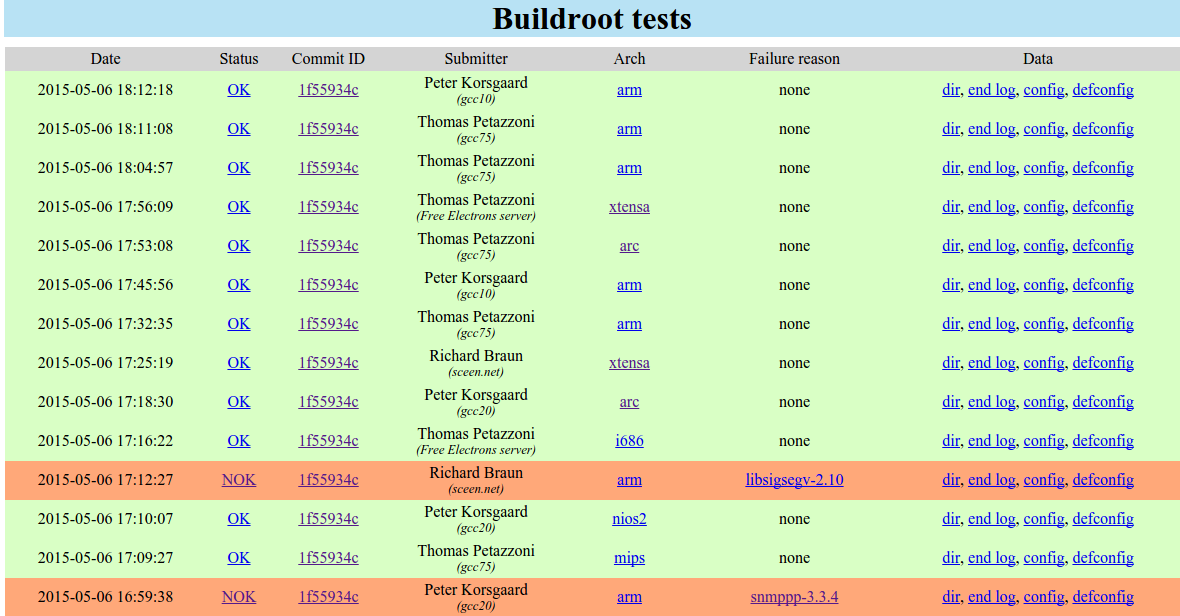 Buildroot tests
Date Status Commit ID Submitter Arch Failure reason Data
2015-05-06 18:12:18 OK 1f55934c Peter Korsgaard (gcc10) arm none dir, end log, config, defconfig
2015-05-06 18:11:08 OK 1f55934c Thomas Petazzoni (gcc75) arm none dir, end log, config, defconfig
2015-05-06 18:04:57 OK 1f55934c Thomas Petazzoni (gcc75) arm none dir, end log, config, defconfig
2015-05-06 17:56:09 OK 1f55934c Thomas Petazzoni (Free Electrons server) xtensa none dir, end log, config, defconfig
2015-05-06 17:53:08 OK 1f55934c Thomas Petazzoni (gcc75) arc none dir, end log, config, defconfig
2015-05-06 17:45:56 OK 1f55934c Peter Korsgaard (gcc10) arm none dir, end log, config, defconfig
2015-05-06 17:32:35 OK 1f55934c Thomas Petazzoni (gcc75) arm none dir, end log, config, defconfig
2015-05-06 17:25:19 OK 1f55934c Richard Braun (sceen.net) xtensa none dir, end log, config, defconfig
2015-05-06 17:18:30 OK 1f55934c Peter Korsgaard (gcc20) arc none dir, end log, config, defconfig
2015-05-06 17:16:22 OK 1f55934c Thomas Petazzoni (Free Electrons server) i686 none dir, end log, config, defconfig
2015-05-06 17:12:27 NOK 1f55934c Richard Braun (sceen.net) arm libsigsegv-2.10 dir, end log, config, defconfig
2015-05-06 17:10:07 OK 1f55934c Peter Korsgaard (gcc20) nios2 none dir, end log, config, defconfig
2015-05-06 17:09:27 OK 1f55934c Thomas Petazzoni (gcc75) mips none dir, end log, config, defconfig
2015-05-06 16:59:38 NOK 1f55934c Peter Korsgaard (gcc20) arm snmppp-3.3.4 dir, end log, config, defconfig